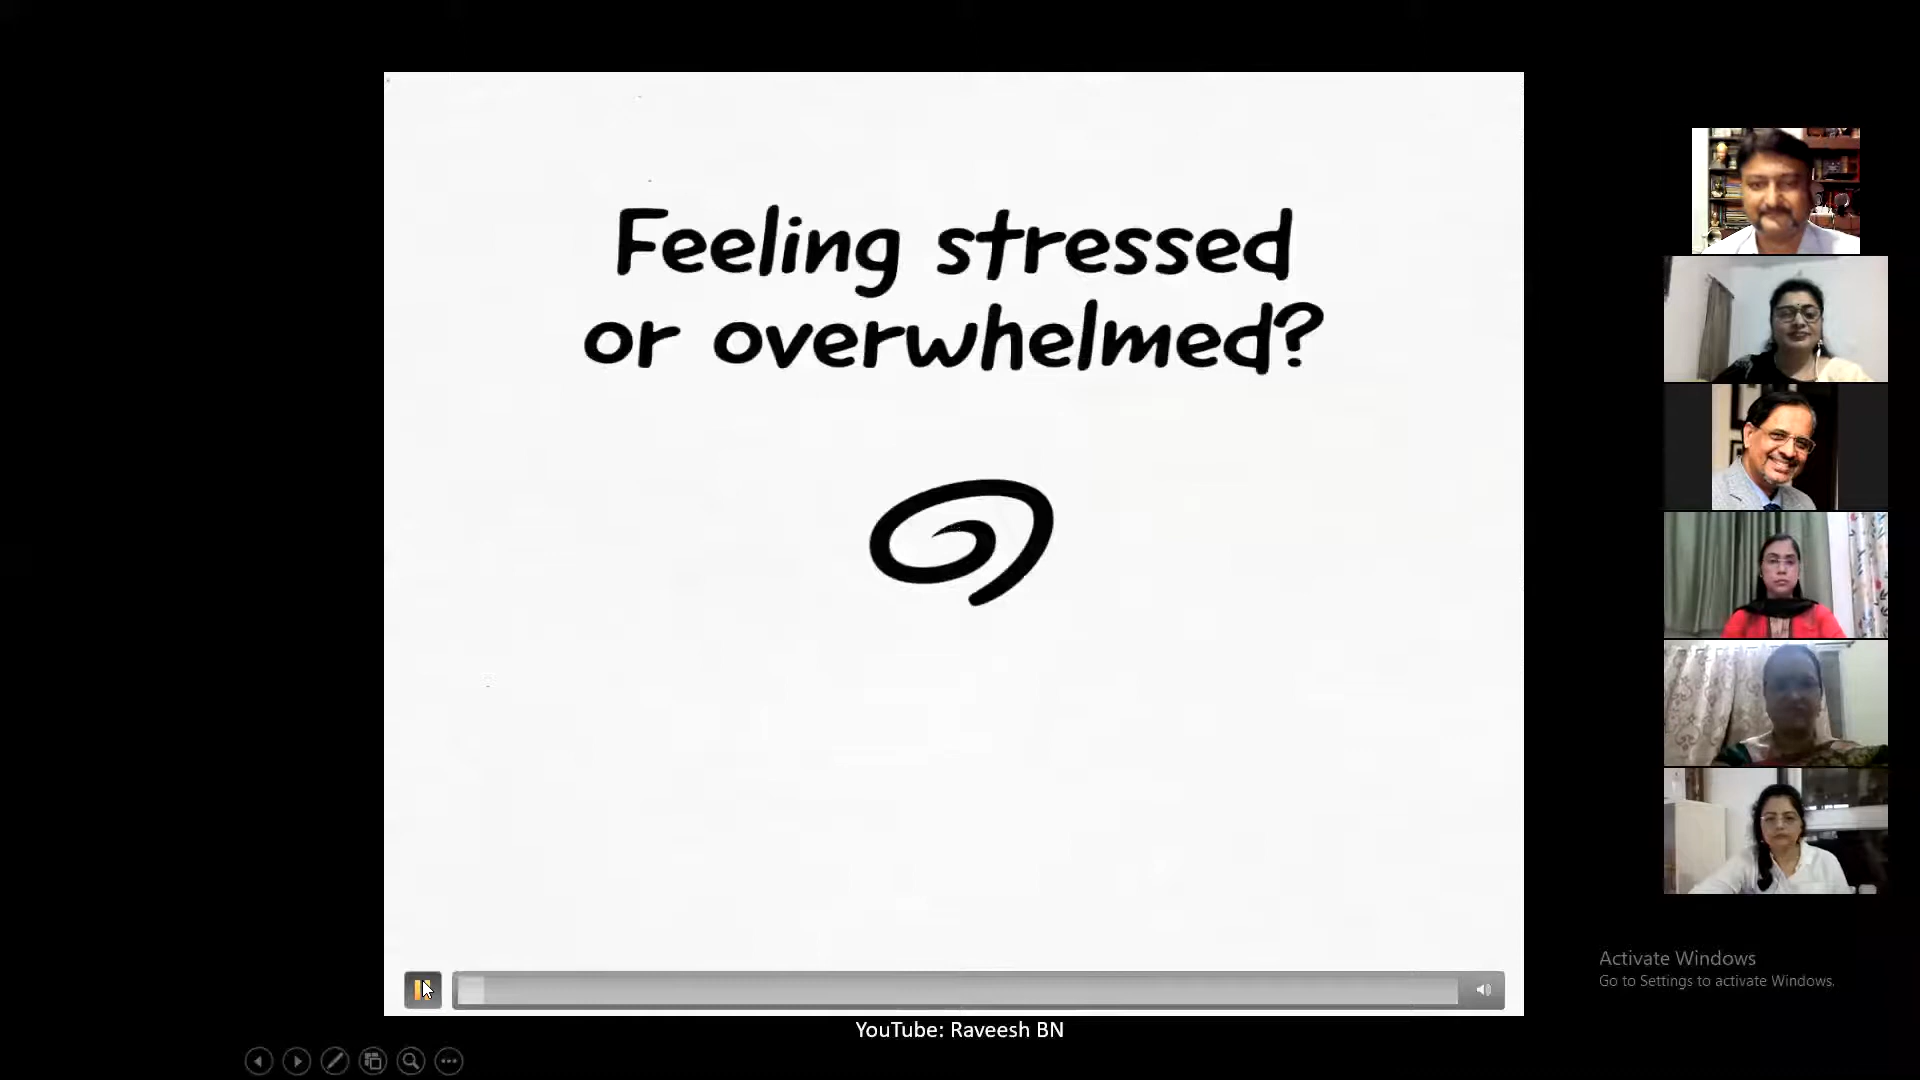 Feeling stressed
or overwhelmed?
Activate Windows
Go to Settings to activate Windows.
YouTube: Raveesh BN